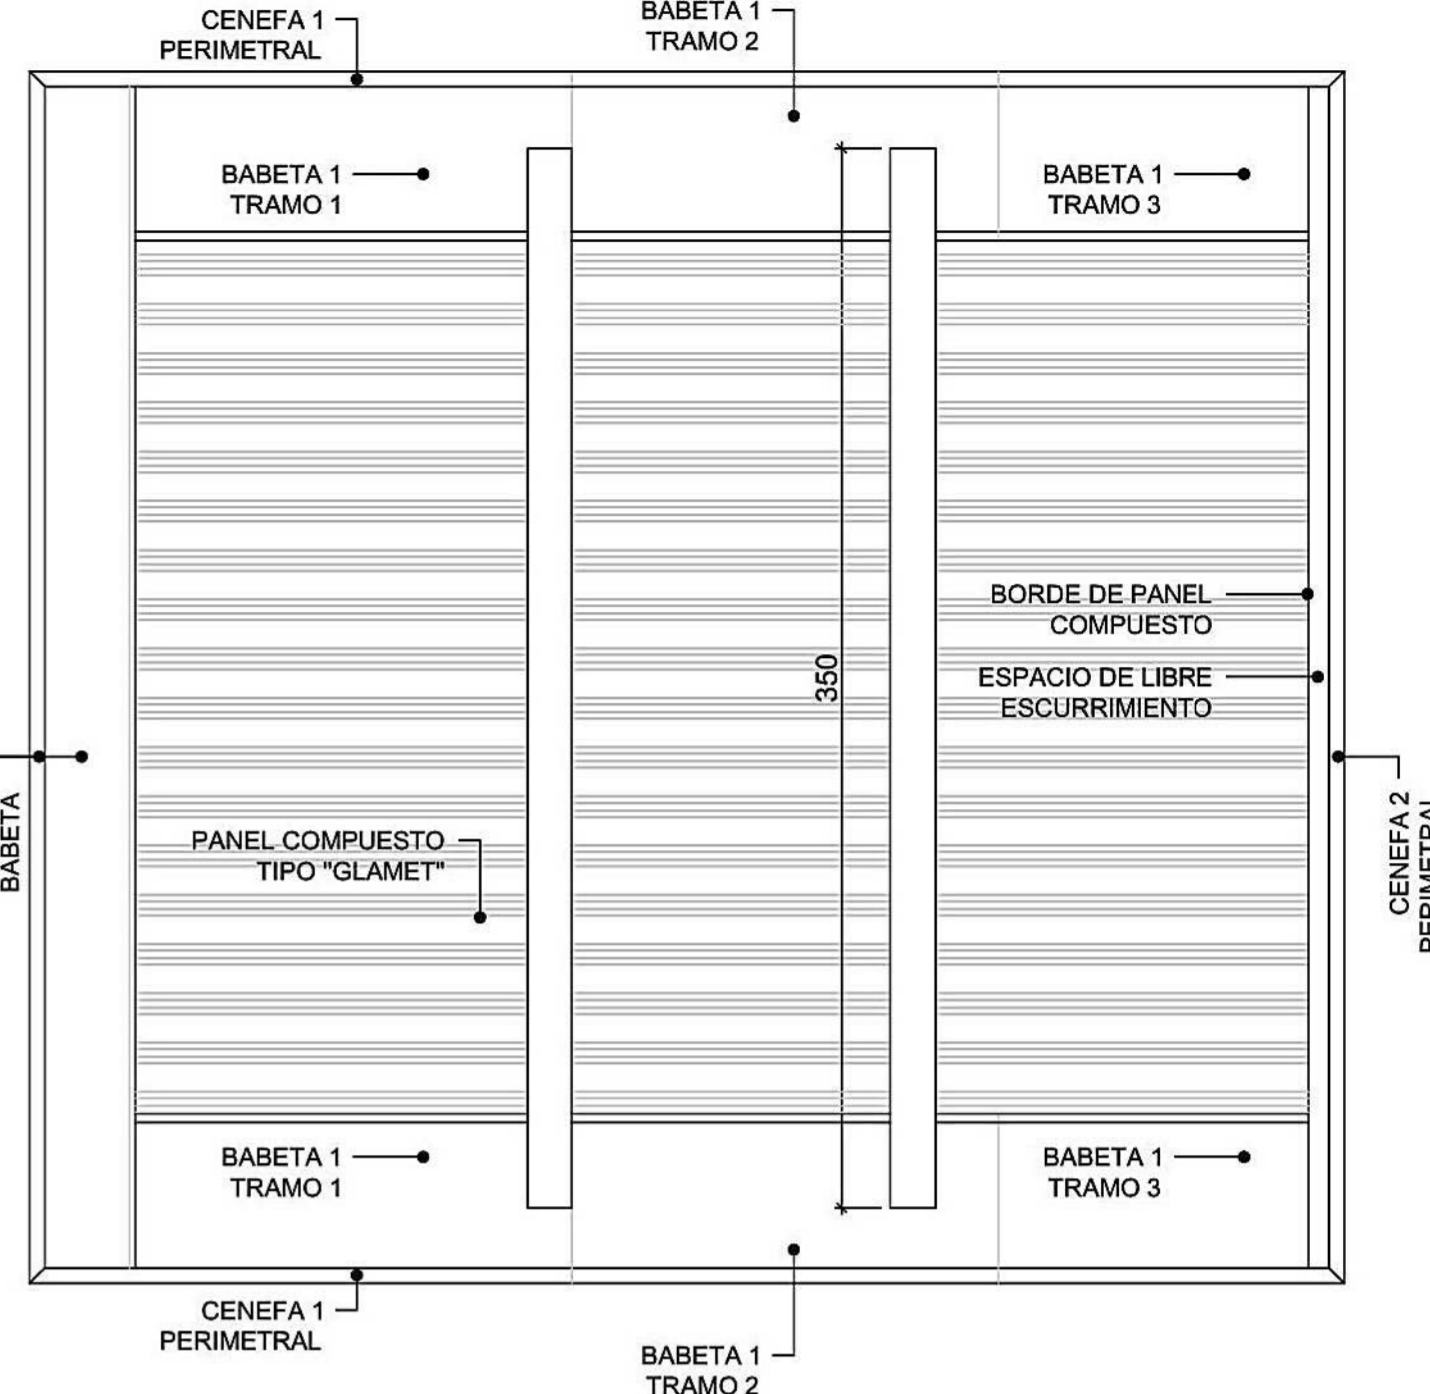 CENEFA 1
PERIMETRAL
BABETA 1
TRAMO 2
BABETA 1
TRAMO 1
BABETA 1
TRAMO 3
BORDE DE PANEL
COMPUESTO
350
ESPACIO DE LIBRE
ESCURRIMIENTO
BABETA
PANEL COMPUESTO
TIPO "GLAMET"
CENEFA 2
PERIMETRAL
BABETA 1
TRAMO 1
BABETA 1
TRAMO 3
CENEFA 1
PERIMETRAL
BABETA 1
TRAMO 2